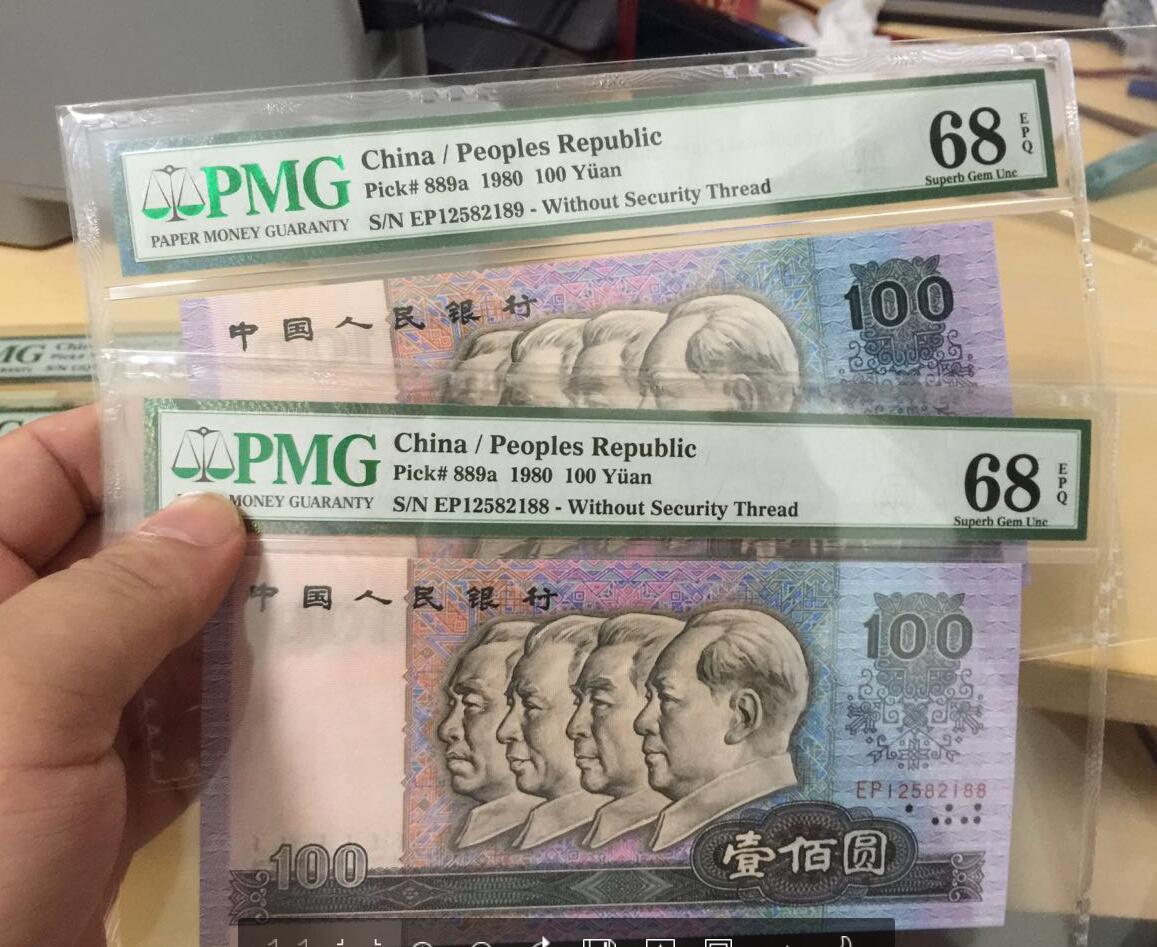 PMG
PAPER MONEY GUARANTY
China / Peoples Republic
Pick# 889a 1980 100 Yüan
S/N EP12582189 - Without Security Thread
68
EPQ
Superb Gem Unc
中国人民银行
100
MG
PMG
MONEY GUARANTY
China / Peoples Republic
Pick# 889a 1980 100 Yüan
S/N EP12582188 - Without Security Thread
68
EPQ
Superb Gem Unc
中国人民银行
100
EP12582188
100
壹佰圆